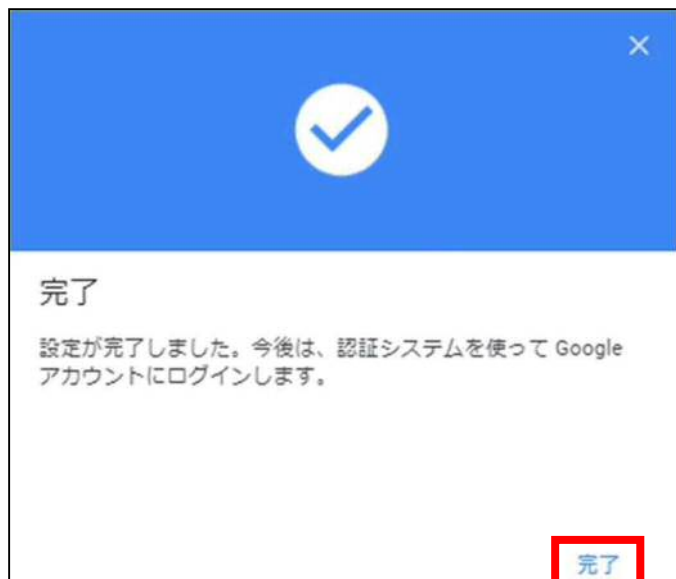 完了
設定が完了しました。今後は、認証システムを使って Google
アカウントにログインします。
完了